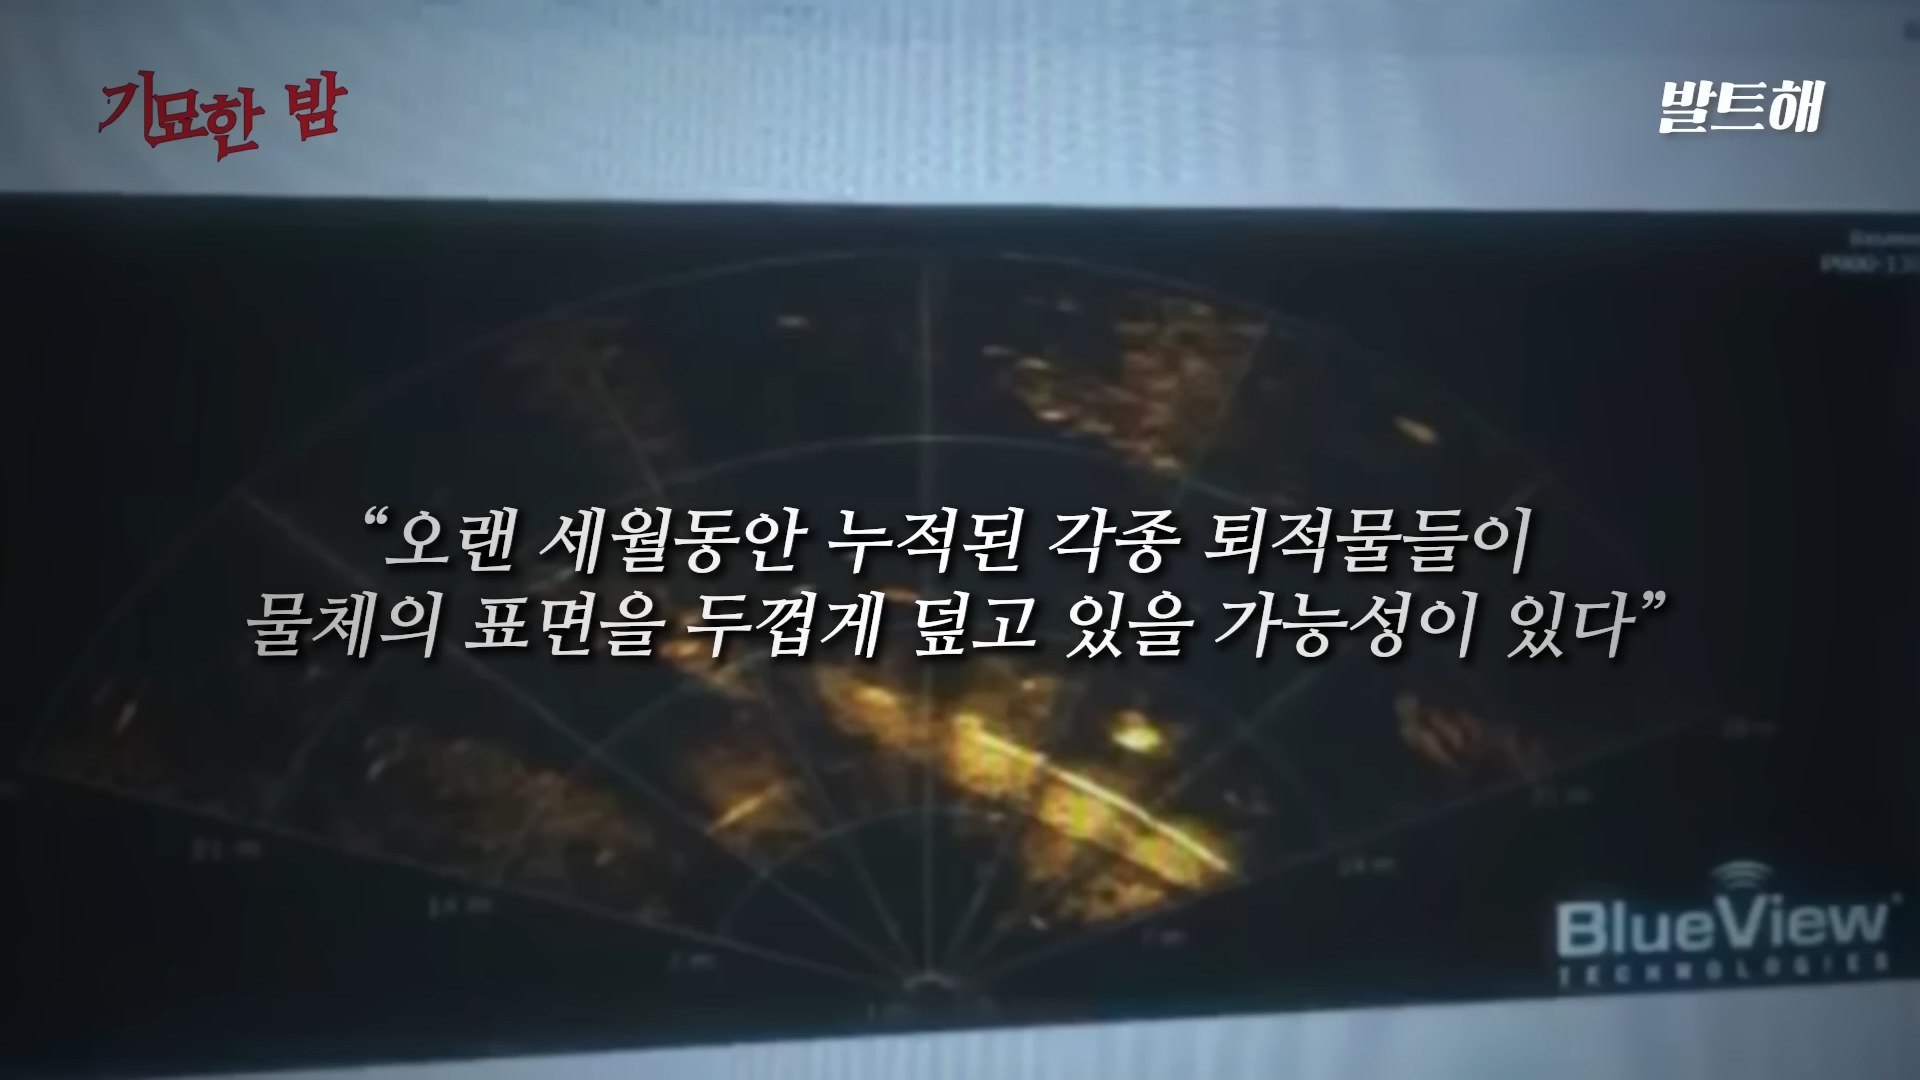 기묘한 밤
발트해
“오랜 세월동안 누적된 각종 퇴적물들이
물체의 표면을 두껍게 덮고 있을 가능성이 있다”
BlueView
TECHNOLOGIES